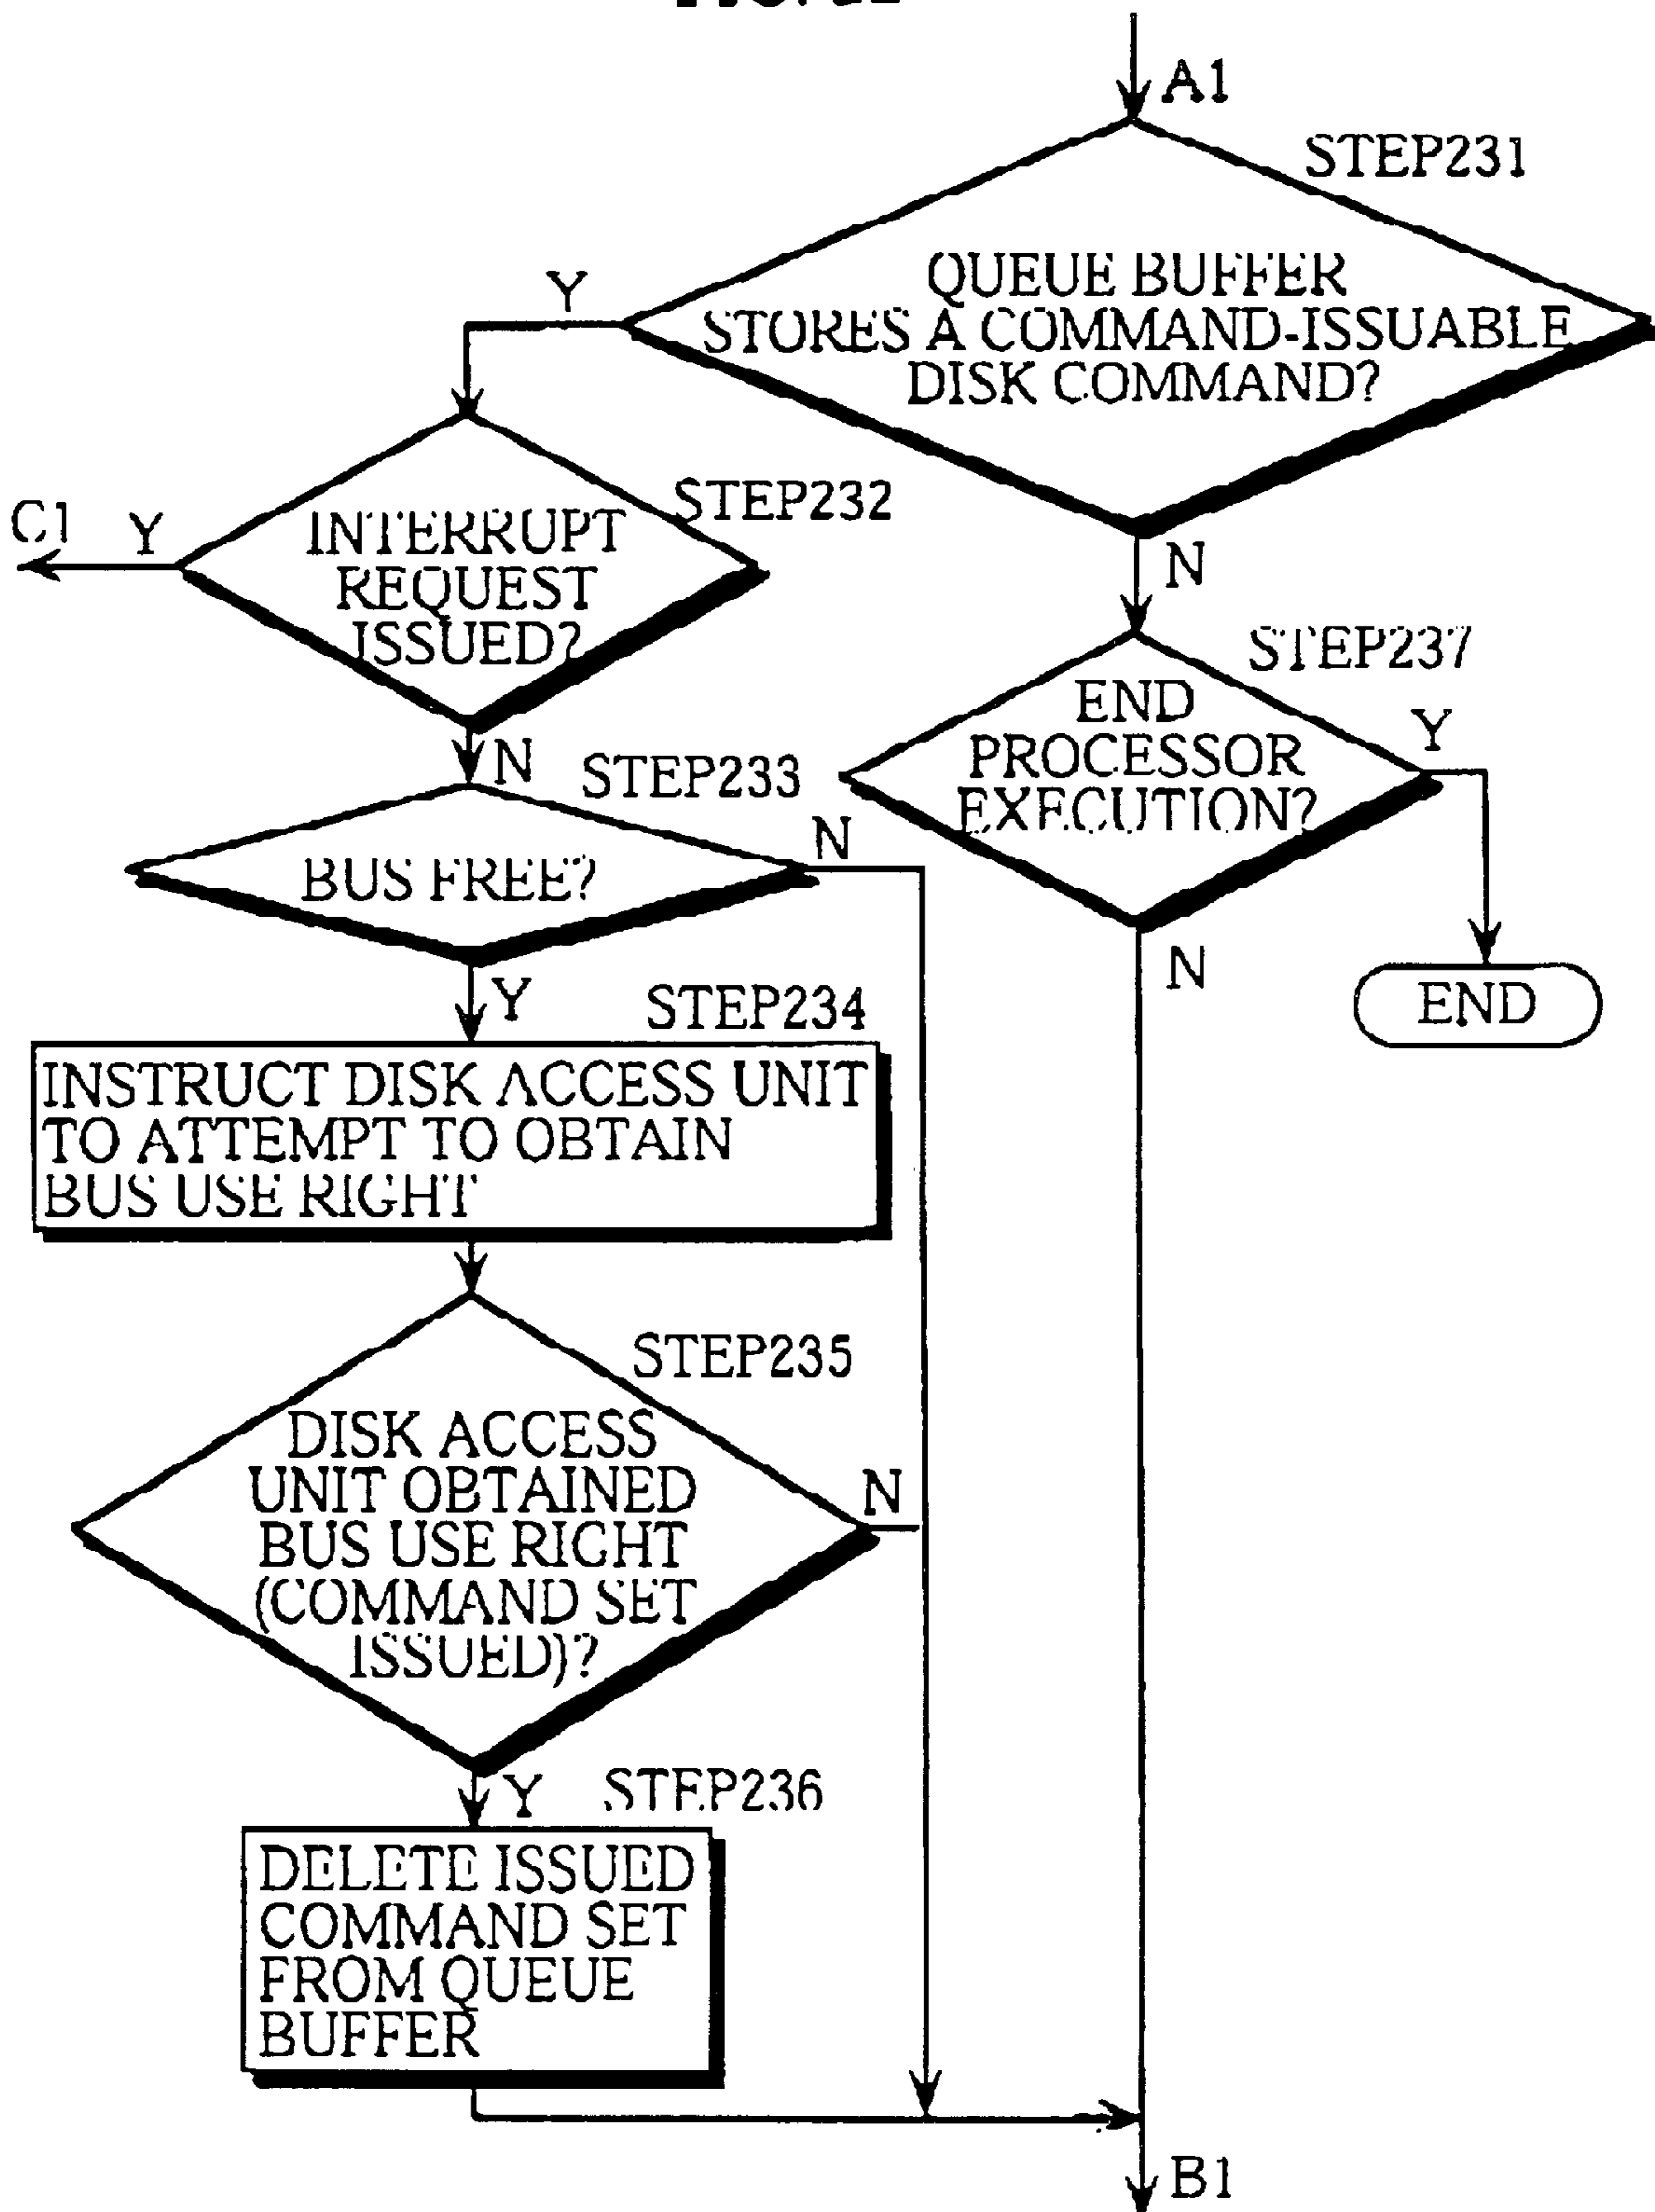 A1
STEP231
QUEUE BUFFER
STORES A COMMAND-ISSUABLE
DISK COMMAND?
Y
N
STEP232
INTERRUPT
REQUEST
ISSUED?
C1
Y
N
STEP237
END
PROCESSOR
EXECUTION?
Y
N
END
STEP233
BUS FREE?
N
Y
STEP234
INSTRUCT DISK ACCESS UNIT
TO ATTEMPT TO OBTAIN
BUS USE RIGHT
STEP235
DISK ACCESS
UNIT OBTAINED
BUS USE RIGHT
(COMMAND SET
ISSUED)?
N
Y
STEP236
DELETE ISSUED
COMMAND SET
FROM QUEUE
BUFFER
B1